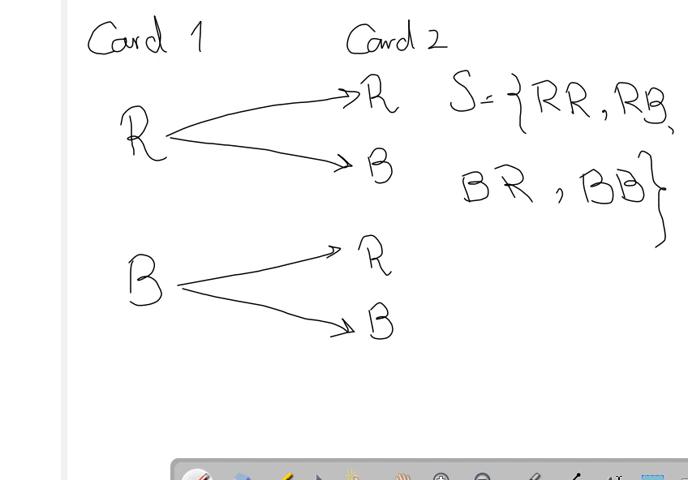 Card 1 Card 2
R R S={RR, RB,
B BR, BB}
B R
B